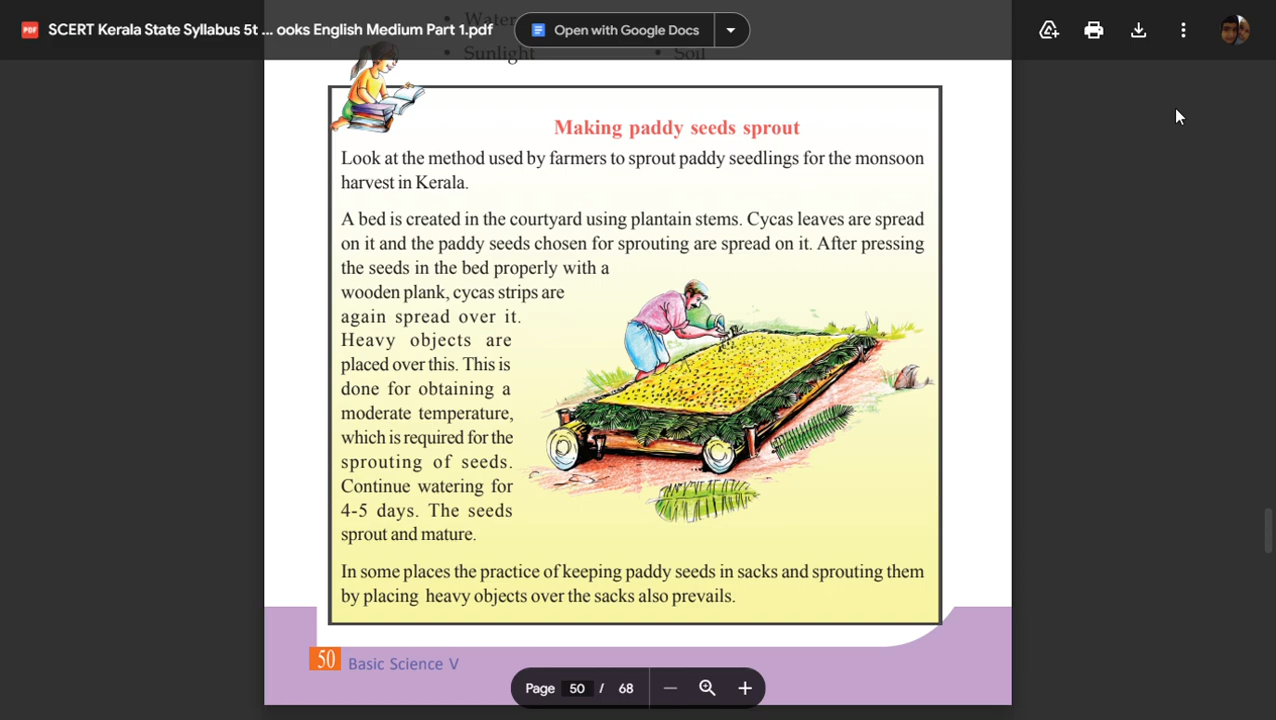 SCERT Kerala State Syllabus 5t ... ooks English Medium Part 1.pdf
Open with Google Docs
PDF
Water
Sunlight
Soil
Making paddy seeds sprout
Look at the method used by farmers to sprout paddy seedlings for the monsoon
harvest in Kerala.
A bed is created in the courtyard using plantain stems. Cycas leaves are spread
on it and the paddy seeds chosen for sprouting are spread on it. After pressing
the seeds in the bed properly with a
wooden plank, cycas strips are
again spread over it.
Heavy objects are
placed over this. This is
done for obtaining a
moderate temperature,
which is required for the
sprouting of seeds.
Continue watering for
4-5 days. The seeds
sprout and mature.
In some places the practice of keeping paddy seeds in sacks and sprouting them
by placing heavy objects over the sacks also prevails.
50 Basic Science V
Page 50 / 68